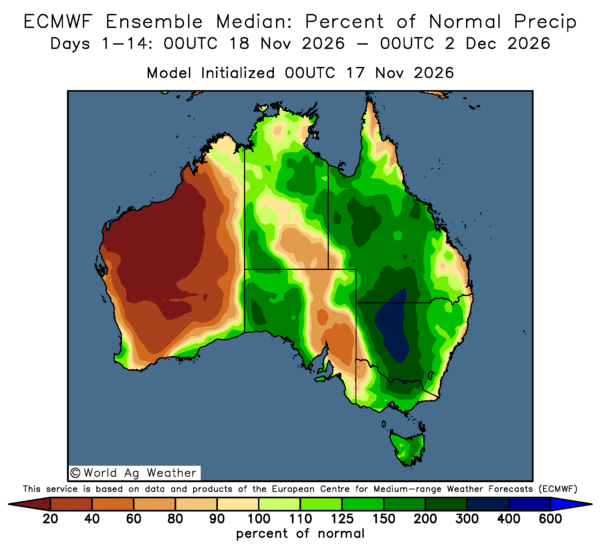 ECMWF Ensemble Median: Percent of Normal Precip
Days 1-14: 00UTC 18 Nov 2026 - 00UTC 2 Dec 2026
Model Initialized 00UTC 17 Nov 2026
© World Ag Weather
This service is based on data and products of the European Centre for Medium-range Weather Forecasts (ECMWF)
20 40 60 80 90 100 110 125 150 200 300 400 600
percent of normal